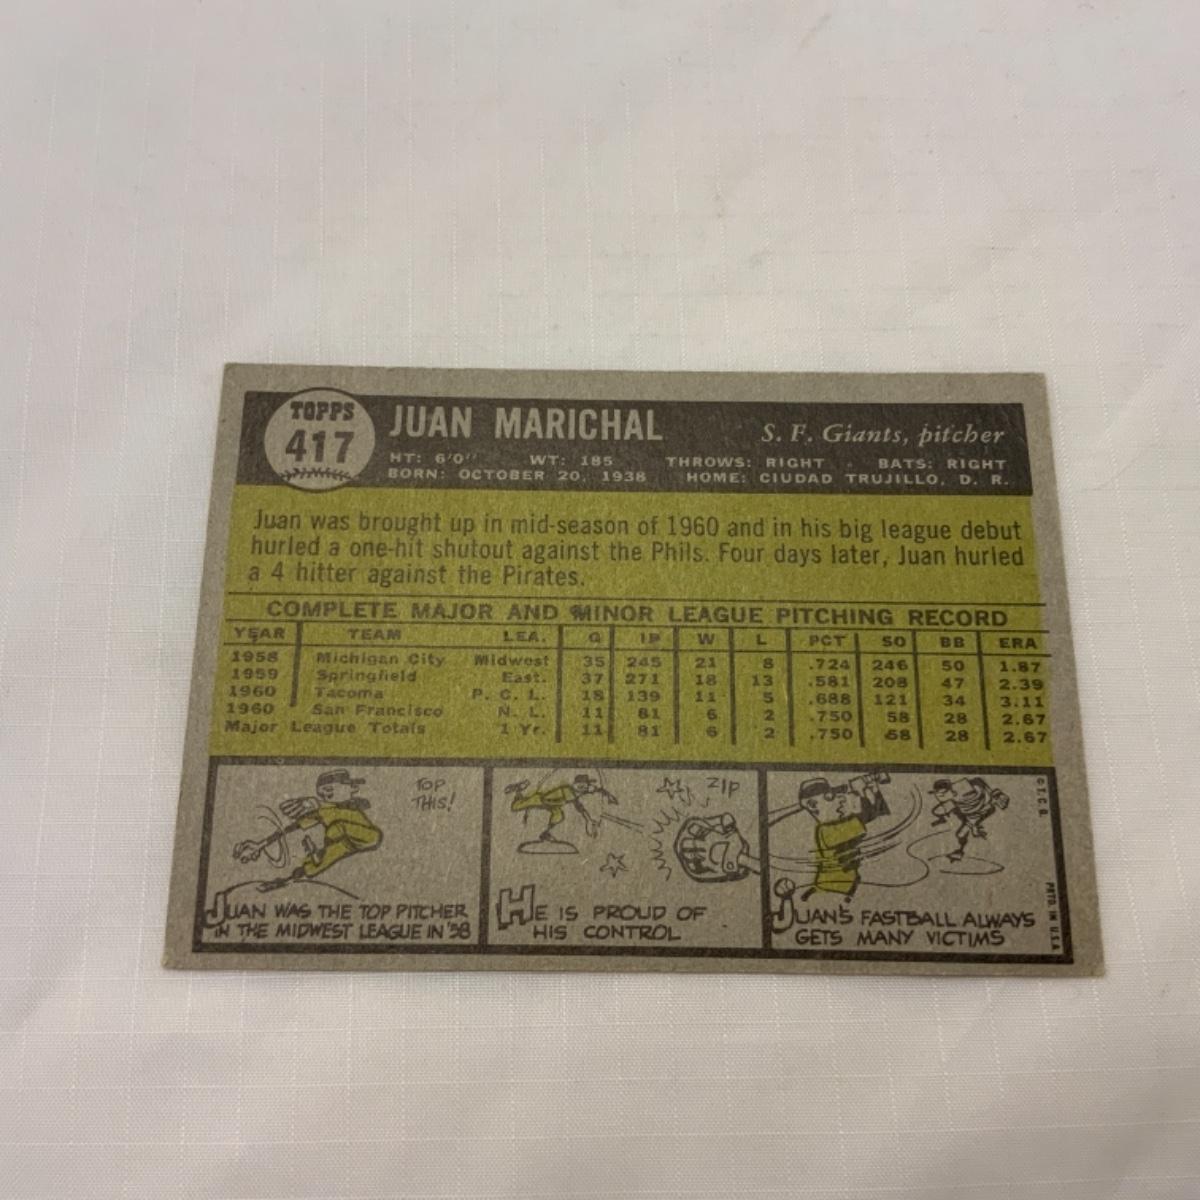 TOPPS
417
JUAN MARICHAL
S. F. Giants, pitcher
HT: 6'0" WT: 185 THROWS: RIGHT BATS: RIGHT
BORN: OCTOBER 20, 1938 HOME: CIUDAD TRUJILLO, D. R.
Juan was brought up in mid-season of 1960 and in his big league debut
hurled a one-hit shutout against the Phils. Four days later, Juan hurled
a 4 hitter against the Pirates.
COMPLETE MAJOR AND MINOR LEAGUE PITCHING RECORD
YEAR TEAM LEA. G IP W L PCT SO BB ERA
1958 Michigan City Midwest 35 245 21 8 .724 246 50 1.87
1959 Springfield East. 37 271 18 13 .581 208 47 2.39
1960 Tacoma P. C. L. 18 139 11 5 .688 121 34 3.11
1960 San Francisco N. L. 11 81 6 2 .750 58 28 2.67
Major League Totals 1 Yr. 11 81 6 2 .750 58 28 2.67
TOP
THIS!
JUAN WAS THE TOP PITCHER
IN THE MIDWEST LEAGUE IN '58
ZIP
HE IS PROUD OF
HIS CONTROL
JUAN'S FASTBALL ALWAYS
GETS MANY VICTIMS
© T.C.G.
PRTD. IN U.S.A.